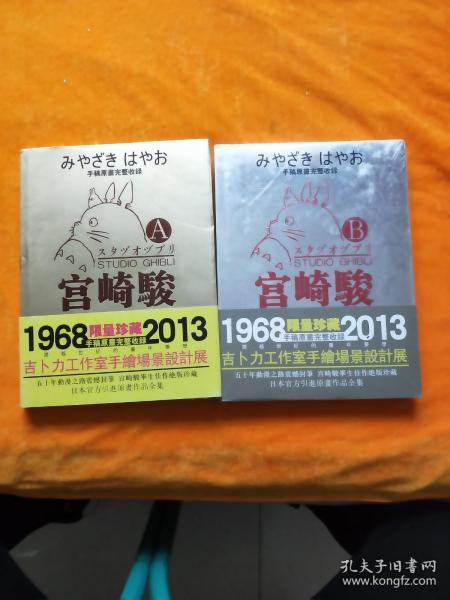 みやざき はやお
手稿原畫完整收録
A
スタヅオヅブリ
STUDIO GHIBLI
宮崎駿
1968 限量珍藏 2013
手稿原畫完整收録
吉卜力工作室手繪場景設計展
五十年動漫之路震憾封筆 宮崎駿畢生佳作絶版珍藏
日本官方引進原畫作品全集
みやざき はやお
手稿原畫完整收録
B
スタヅオヅブリ
STUDIO GHIBLI
宮崎駿
1968 限量珍藏 2013
手稿原畫完整收録
吉卜力工作室手繪場景設計展
五十年動漫之路震憾封筆 宮崎駿畢生佳作絶版珍藏
日本官方引進原畫作品全集
孔夫子旧书网
www.kongfz.com